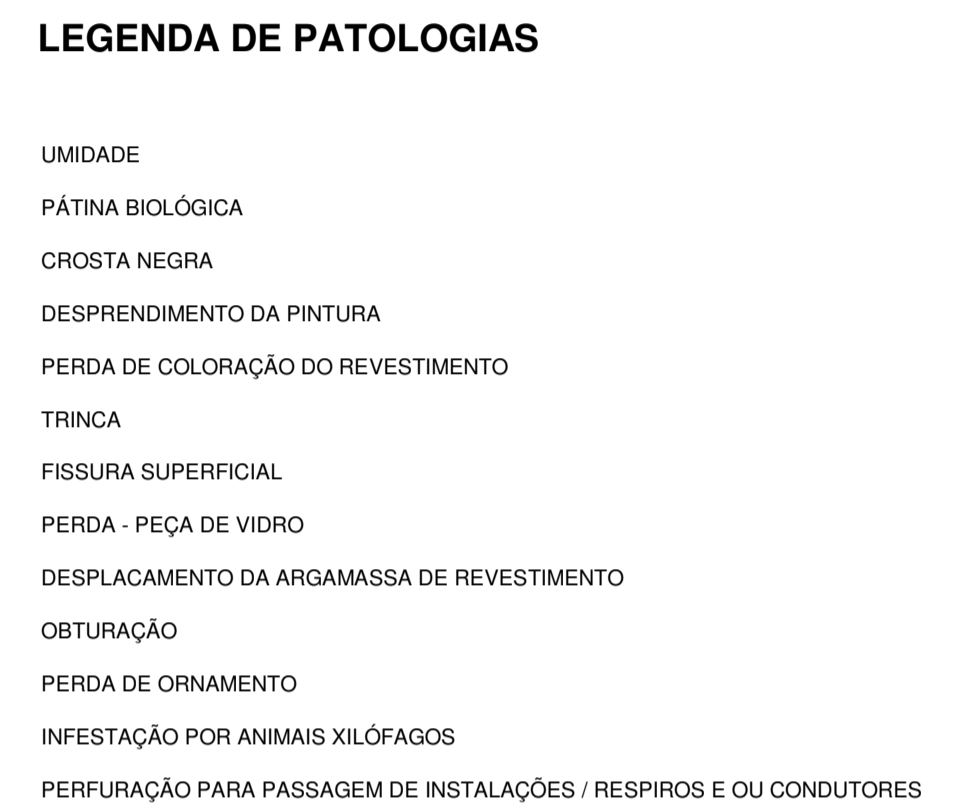 LEGENDA DE PATOLOGIAS
UMIDADE
PÁTINA BIOLÓGICA
CROSTA NEGRA
DESPRENDIMENTO DA PINTURA
PERDA DE COLORAÇÃO DO REVESTIMENTO
TRINCA
FISSURA SUPERFICIAL
PERDA - PEÇA DE VIDRO
DESPLACAMENTO DA ARGAMASSA DE REVESTIMENTO
OBTURAÇÃO
PERDA DE ORNAMENTO
INFESTAÇÃO POR ANIMAIS XILÓFAGOS
PERFURAÇÃO PARA PASSAGEM DE INSTALAÇÕES / RESPIROS E OU CONDUTORES